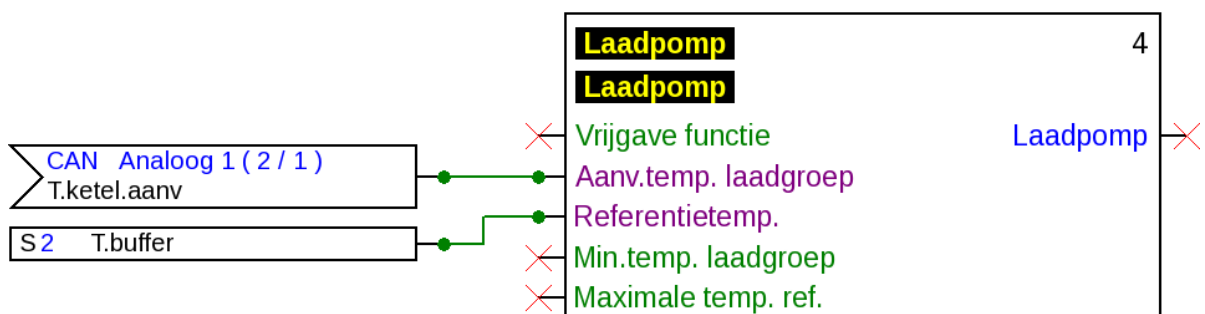 Laadpomp 4
Laadpomp
Vrijgave functie Laadpomp
CAN Analoog 1 ( 2 / 1 )
T.ketel.aanv
Aanv.temp. laadgroep
Referentietemp.
S2 T.buffer
Min.temp. laadgroep
Maximale temp. ref.